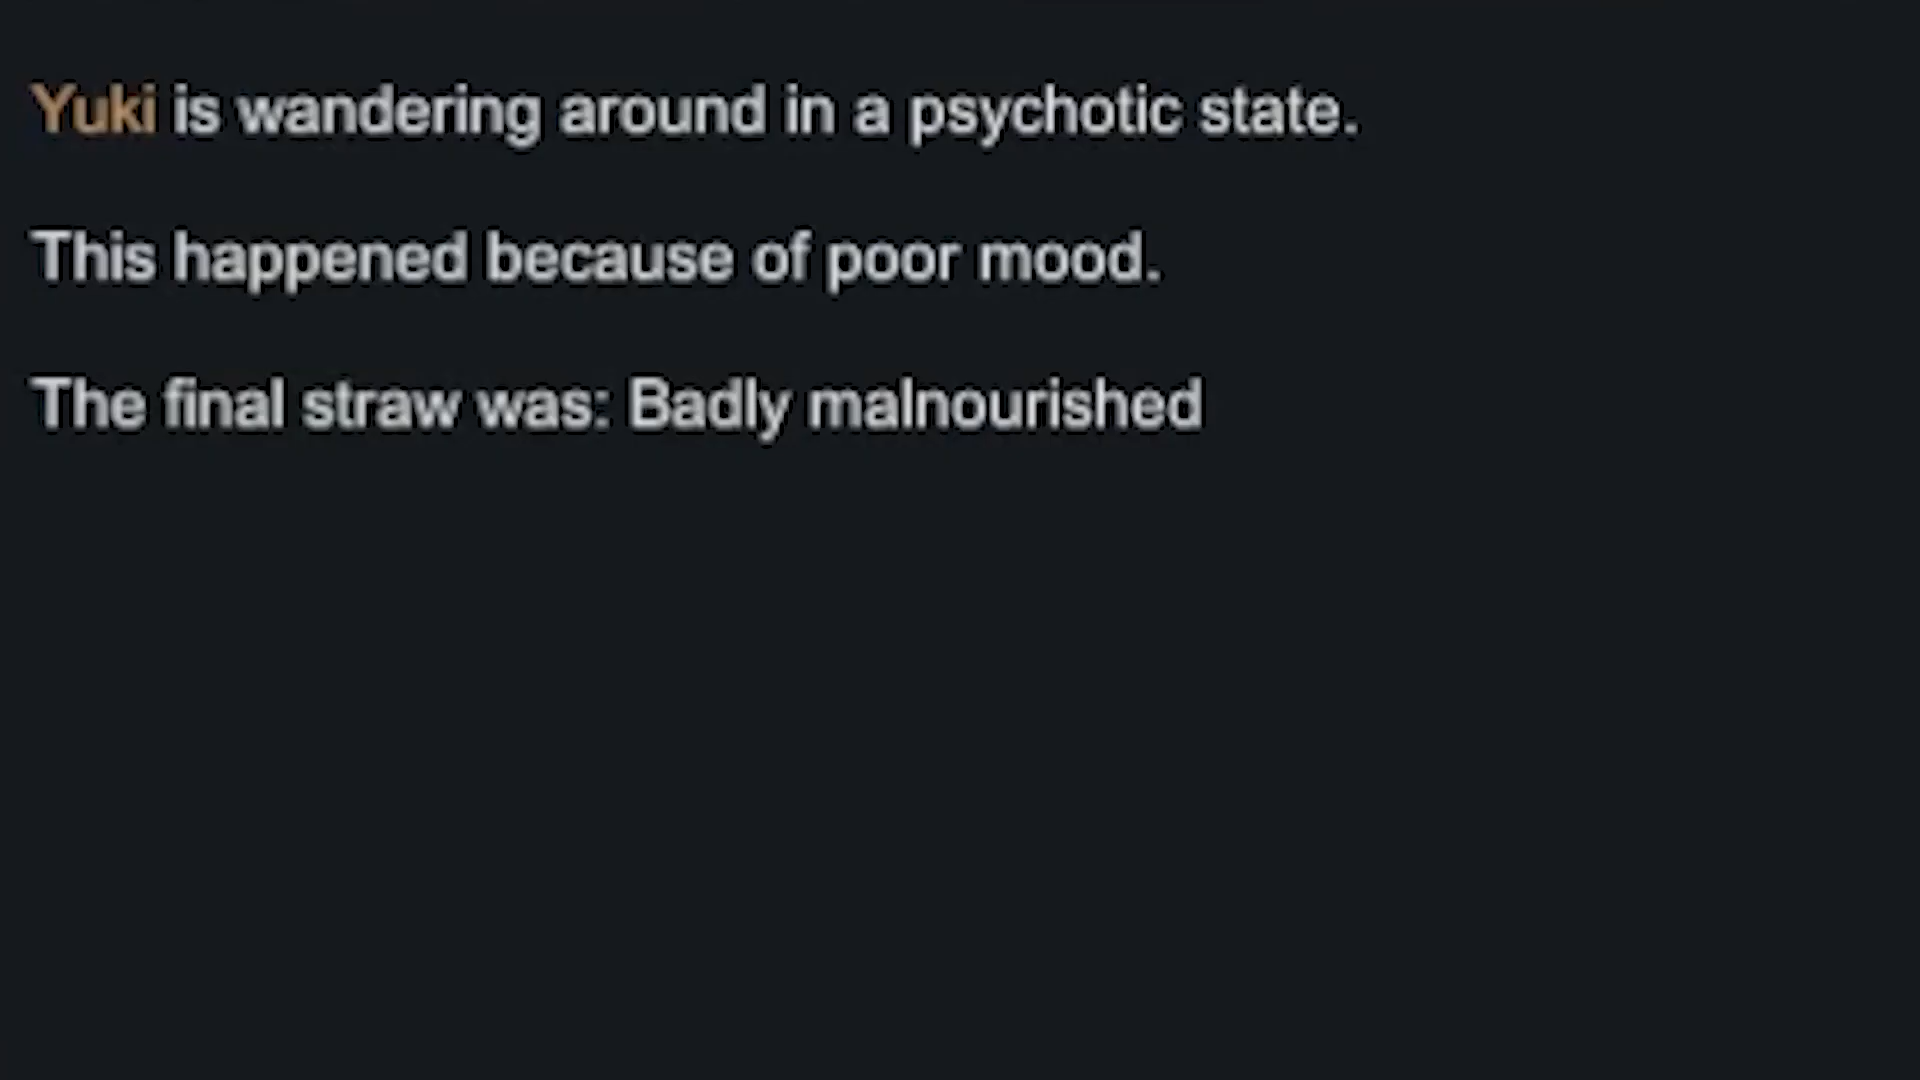 Yuki is wandering around in a psychotic state.
This happened because of poor mood.
The final straw was: Badly malnourished